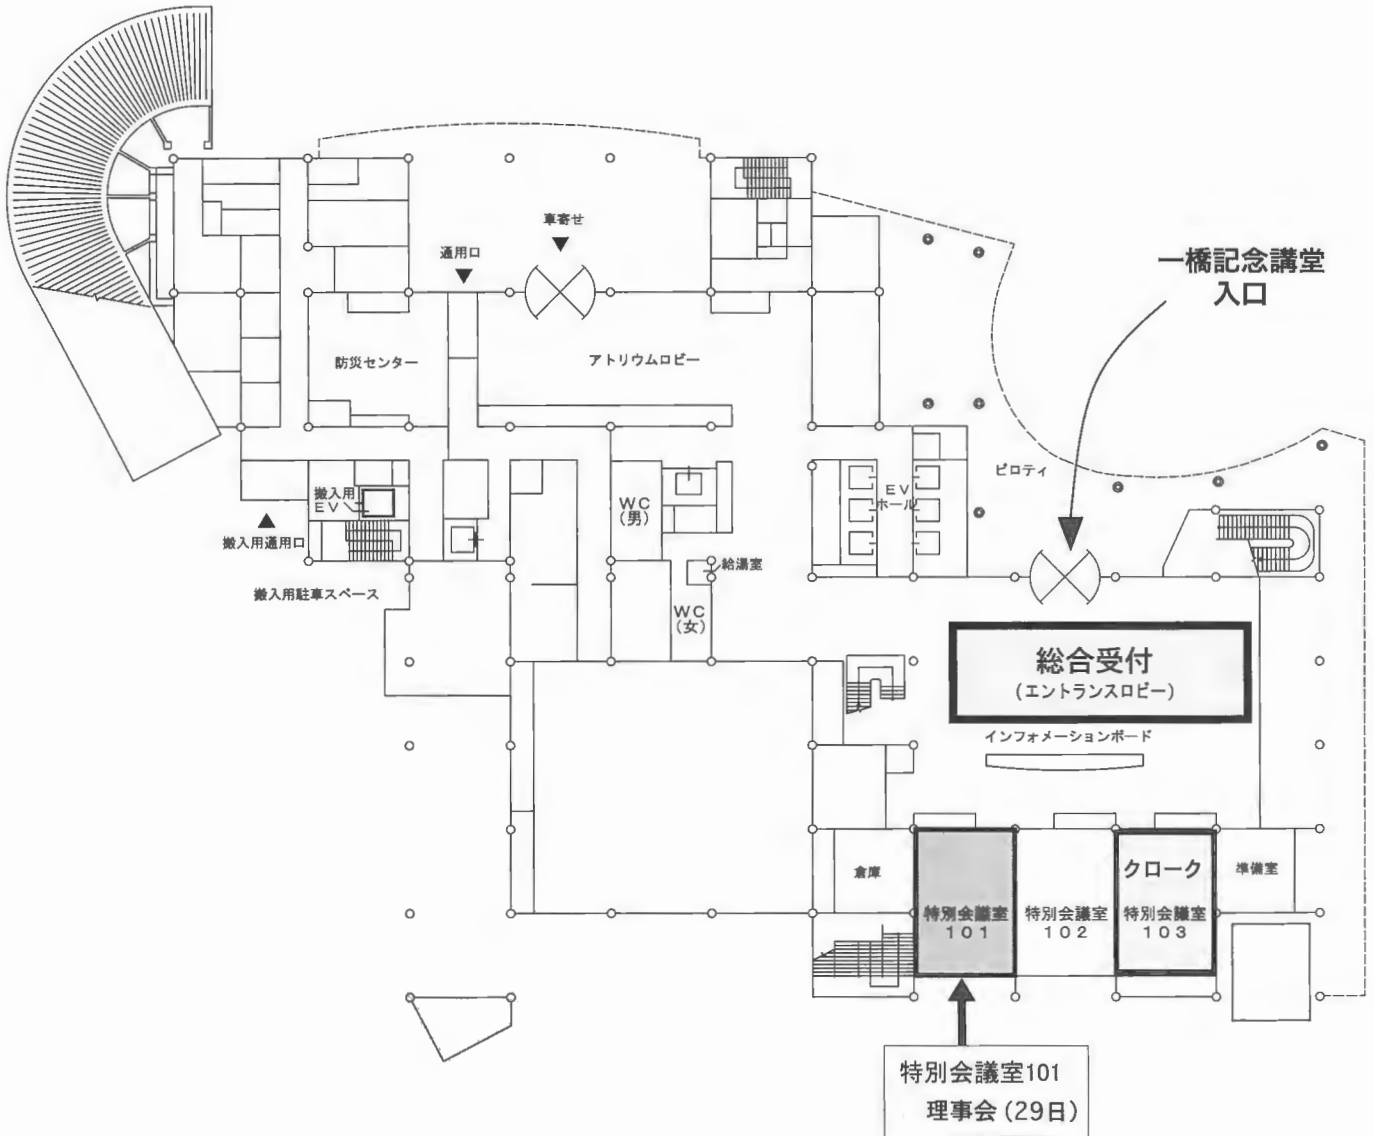 車寄せ
通用口
一橋記念講堂
入口
防災センター
アトリウムロビー
ピロティ
搬入用
EV
WC
(男)
EV
ホール
搬入用通用口
給湯室
搬入用駐車スペース
WC
(女)
総合受付
(エントランスロビー)
インフォメーションボード
倉庫
クローク
準備室
特別会議室
101
特別会議室
102
特別会議室
103
特別会議室101
理事会(29日)